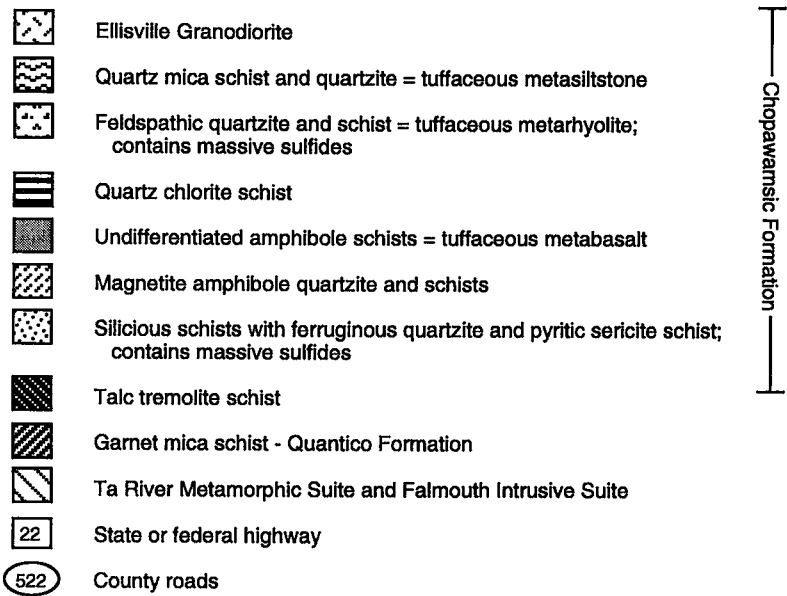 Ellisville Granodiorite
Quartz mica schist and quartzite = tuffaceous metasiltstone
Feldspathic quartzite and schist = tuffaceous metarhyolite;
contains massive sulfides
Quartz chlorite schist
Undifferentiated amphibole schists = tuffaceous metabasalt
Magnetite amphibole quartzite and schists
Silicious schists with ferruginous quartzite and pyritic sericite schist;
contains massive sulfides
Talc tremolite schist
Garnet mica schist - Quantico Formation
Ta River Metamorphic Suite and Falmouth Intrusive Suite
22 State or federal highway
522 County roads
Chopawamsic Formation